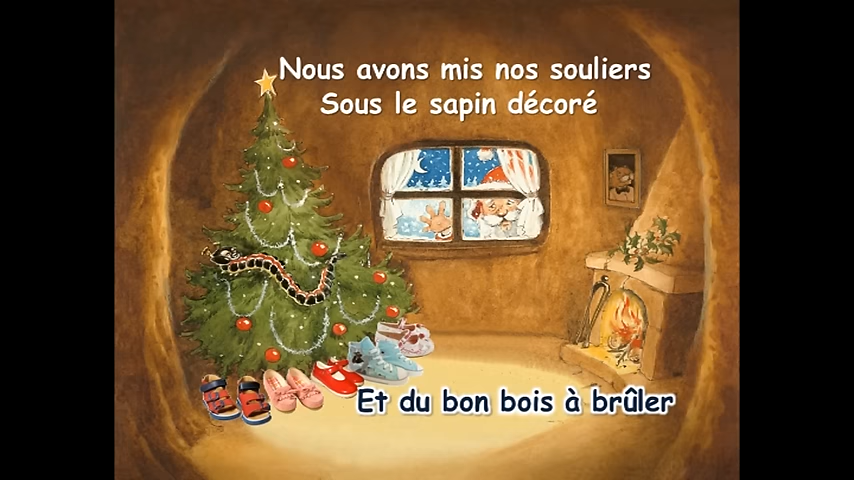 Nous avons mis nos souliers
Sous le sapin décoré
Et du bon bois à brûler